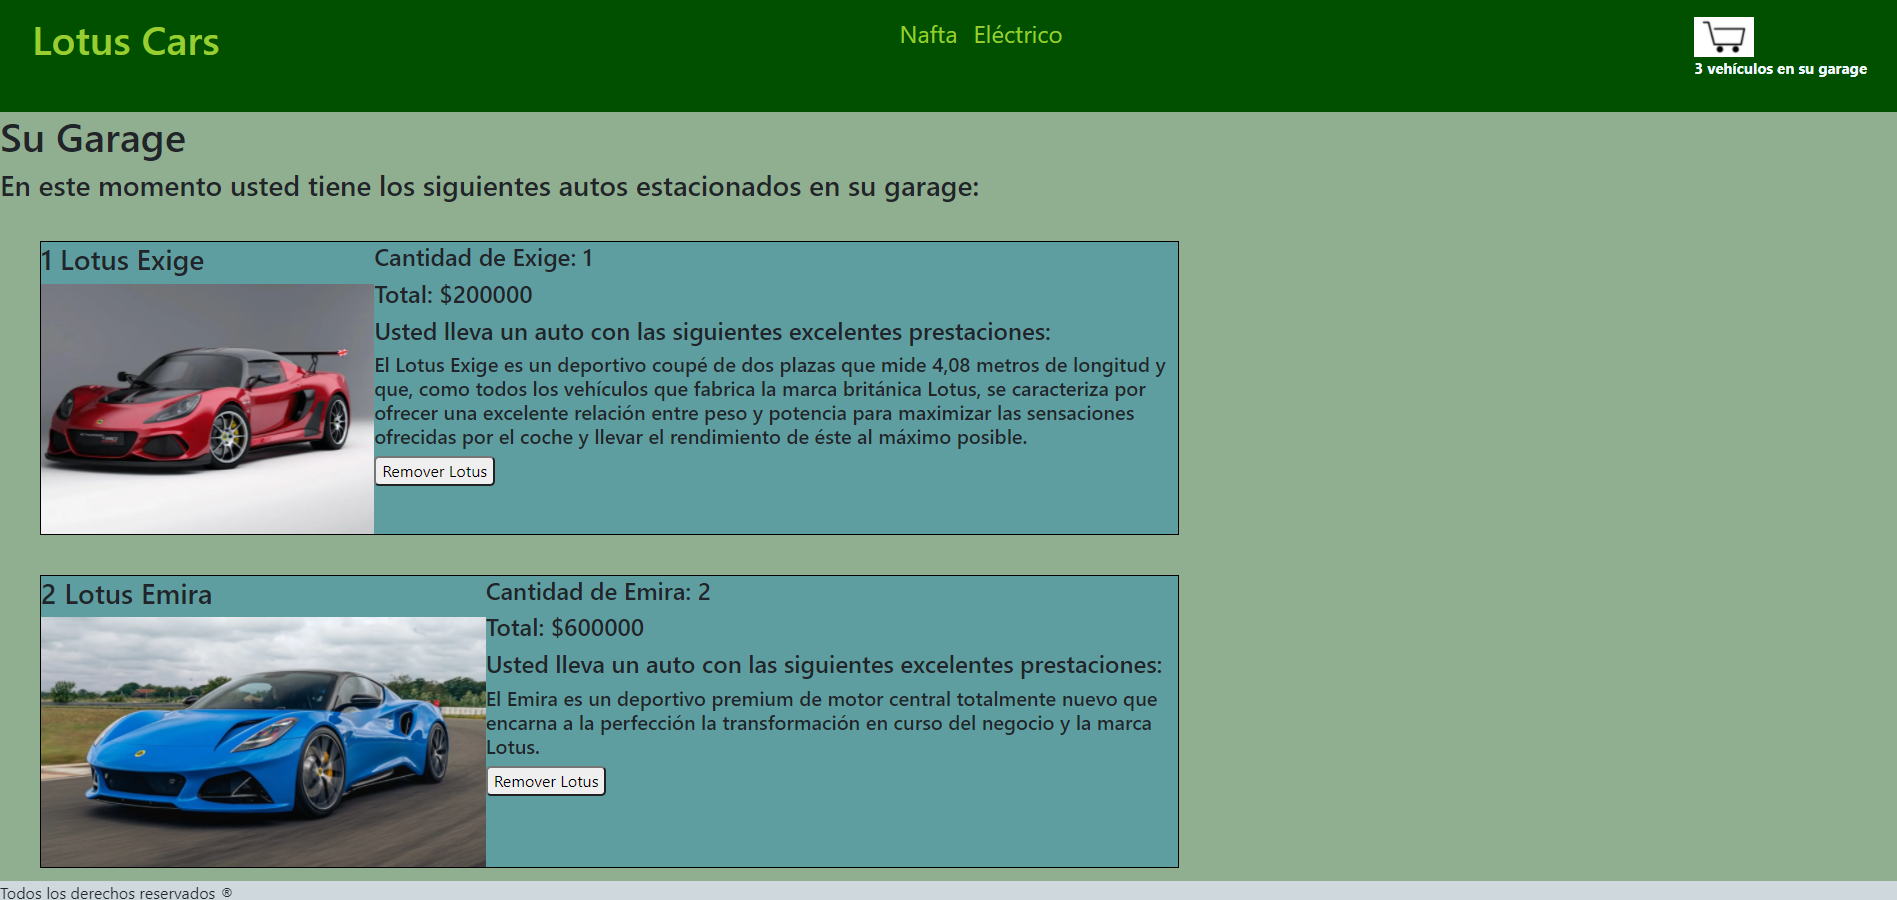 Lotus Cars
Nafta Eléctrico
3 vehículos en su garage
Su Garage
En este momento usted tiene los siguientes autos estacionados en su garage:
1 Lotus Exige
Cantidad de Exige: 1
Total: $200000
Usted lleva un auto con las siguientes excelentes prestaciones:
El Lotus Exige es un deportivo coupé de dos plazas que mide 4,08 metros de longitud y
que, como todos los vehículos que fabrica la marca británica Lotus, se caracteriza por
ofrecer una excelente relación entre peso y potencia para maximizar las sensaciones
ofrecidas por el coche y llevar el rendimiento de éste al máximo posible.
Remover Lotus
2 Lotus Emira
Cantidad de Emira: 2
Total: $600000
Usted lleva un auto con las siguientes excelentes prestaciones:
El Emira es un deportivo premium de motor central totalmente nuevo que
encarna a la perfección la transformación en curso del negocio y la marca
Lotus.
Remover Lotus
Todos los derechos reservados ®